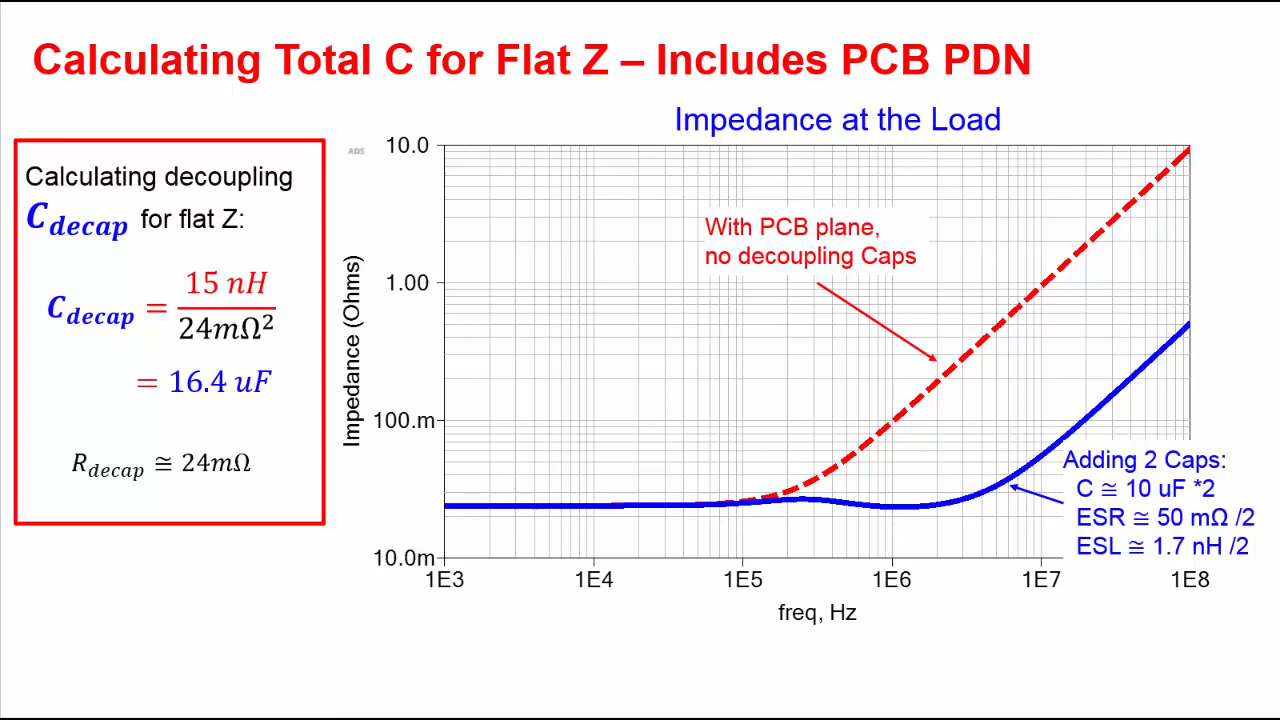 Calculating Total C for Flat Z – Includes PCB PDN
Calculating decoupling
C_decap for flat Z:
C_decap = 15 nH / 24mΩ²
= 16.4 uF
R_decap ≅ 24mΩ
Impedance at the Load
ADS
10.0
1.00
100.m
10.0m
Impedance (Ohms)
With PCB plane,
no decoupling Caps
Adding 2 Caps:
C ≅ 10 uF *2
ESR ≅ 50 mΩ /2
ESL ≅ 1.7 nH /2
1E3 1E4 1E5 1E6 1E7 1E8
freq, Hz